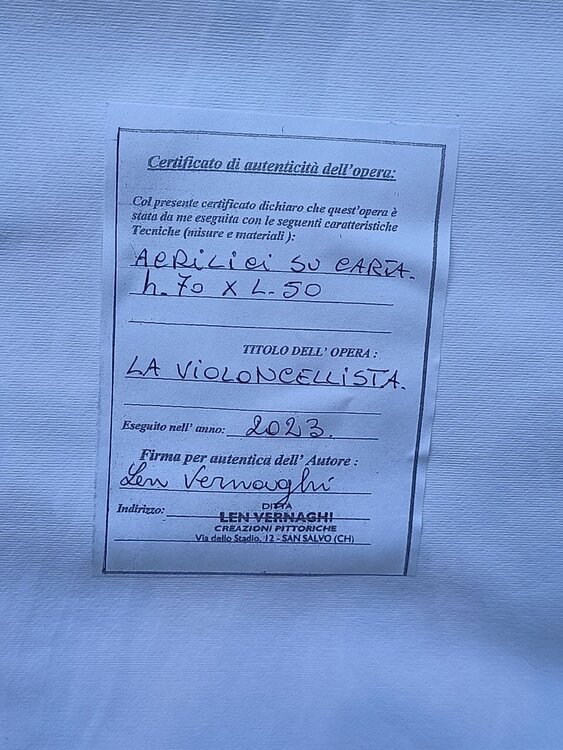 Certificato di autenticità dell'opera:
Col presente certificato dichiaro che quest'opera è
stata da me eseguita con le seguenti caratteristiche
Tecniche (misure e materiali ):
ACRILICI SU CARTA.
h. 70 X L. 50
TITOLO DELL' OPERA :
LA VIOLONCELLISTA.
Eseguito nell' anno: 2023.
Firma per autentica dell' Autore :
Len Vernaghi
Indirizzo:
DITTA
LEN VERNAGHI
CREAZIONI PITTORICHE
Via dello Stadio, 12 - SAN SALVO (CH)